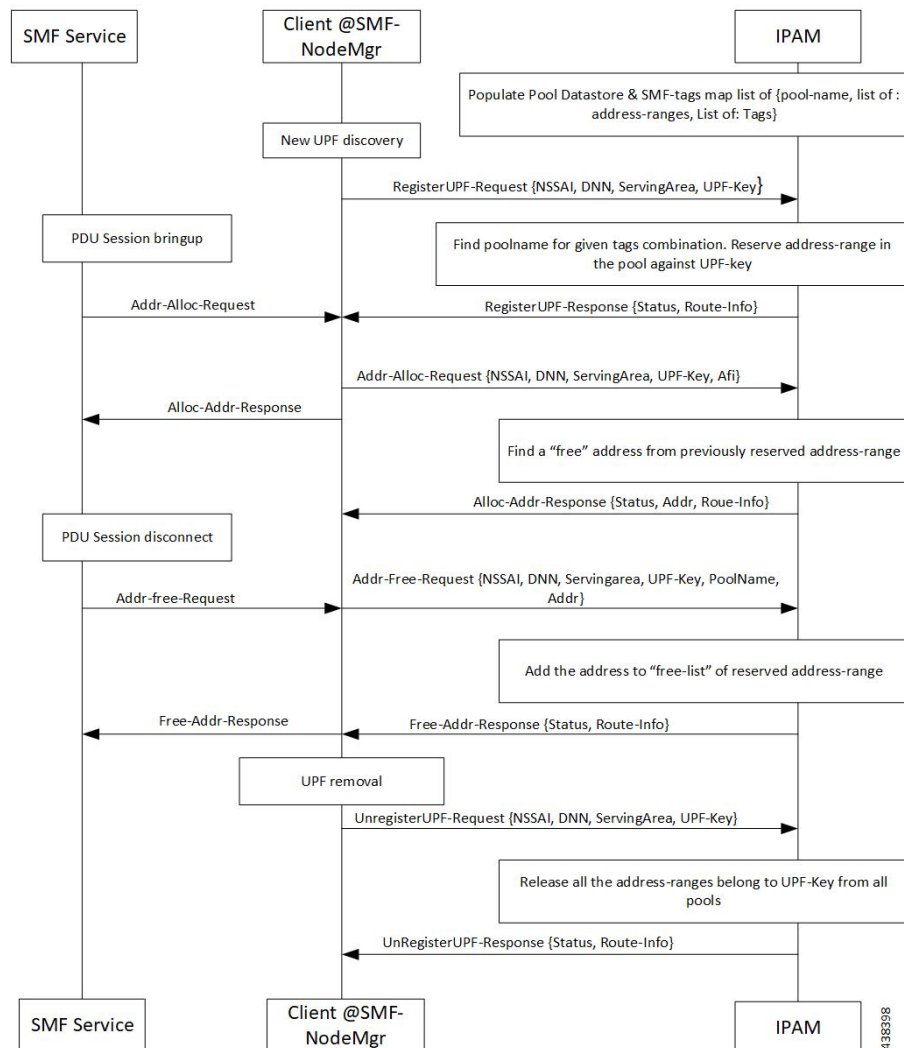 SMF Service
Client @SMF-
NodeMgr
IPAM
Populate Pool Datastore & SMF-tags map list of {pool-name, list of :
address-ranges, List of: Tags}
New UPF discovery
RegisterUPF-Request {NSSAI, DNN, ServingArea, UPF-Key}
PDU Session bringup
Find poolname for given tags combination. Reserve address-range in
the pool against UPF-key
Addr-Alloc-Request
RegisterUPF-Response {Status, Route-Info}
Addr-Alloc-Request {NSSAI, DNN, ServingArea, UPF-Key, Afi}
Alloc-Addr-Response
Find a “free” address from previously reserved address-range
Alloc-Addr-Response {Status, Addr, Roue-Info}
PDU Session disconnect
Addr-Free-Request {NSSAI, DNN, Servingarea, UPF-Key, PoolName,
Addr}
Addr-free-Request
Add the address to “free-list” of reserved address-range
Free-Addr-Response
Free-Addr-Response {Status, Route-Info}
UPF removal
UnregisterUPF-Request {NSSAI, DNN, ServingArea, UPF-Key}
Release all the address-ranges belong to UPF-Key from all
pools
UnRegisterUPF-Response {Status, Route-Info}
SMF Service
Client @SMF-
NodeMgr
IPAM
438398